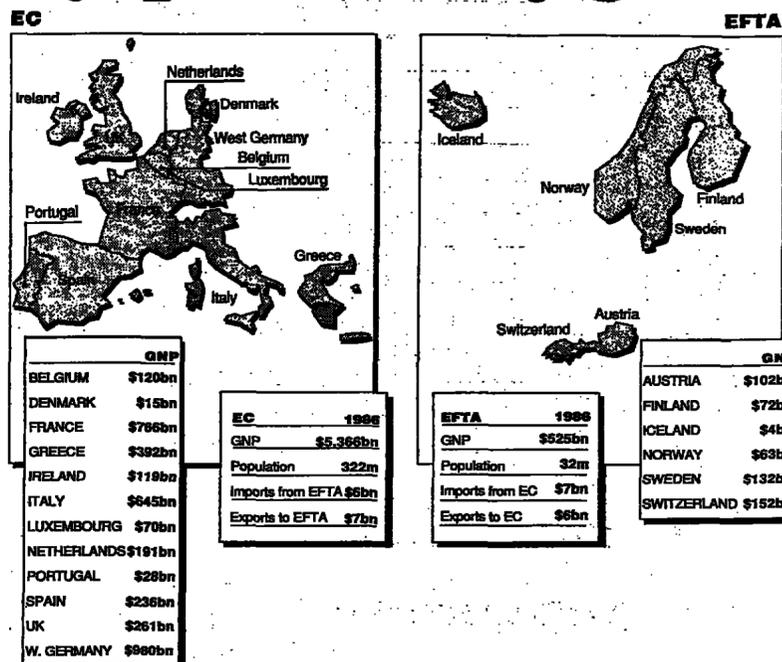 EC
EFTA
Netherlands
Ireland
Denmark
UK
West Germany
Belgium
Luxembourg
France
Portugal
Spain
Italy
Greece
Iceland
Norway
Finland
Sweden
Switzerland
Austria
GNP
BELGIUM $120bn
DENMARK $15bn
FRANCE $766bn
GREECE $392bn
IRELAND $119bn
ITALY $645bn
LUXEMBOURG $70bn
NETHERLANDS $191bn
PORTUGAL $28bn
SPAIN $236bn
UK $261bn
W. GERMANY $980bn
EC 1986
GNP $5,366bn
Population 322m
Imports from EFTA $6bn
Exports to EFTA $7bn
EFTA 1986
GNP $525bn
Population 32m
Imports from EC $7bn
Exports to EC $6bn
GN
AUSTRIA $102b
FINLAND $72b
ICELAND $4b
NORWAY $63b
SWEDEN $132b
SWITZERLAND $152b